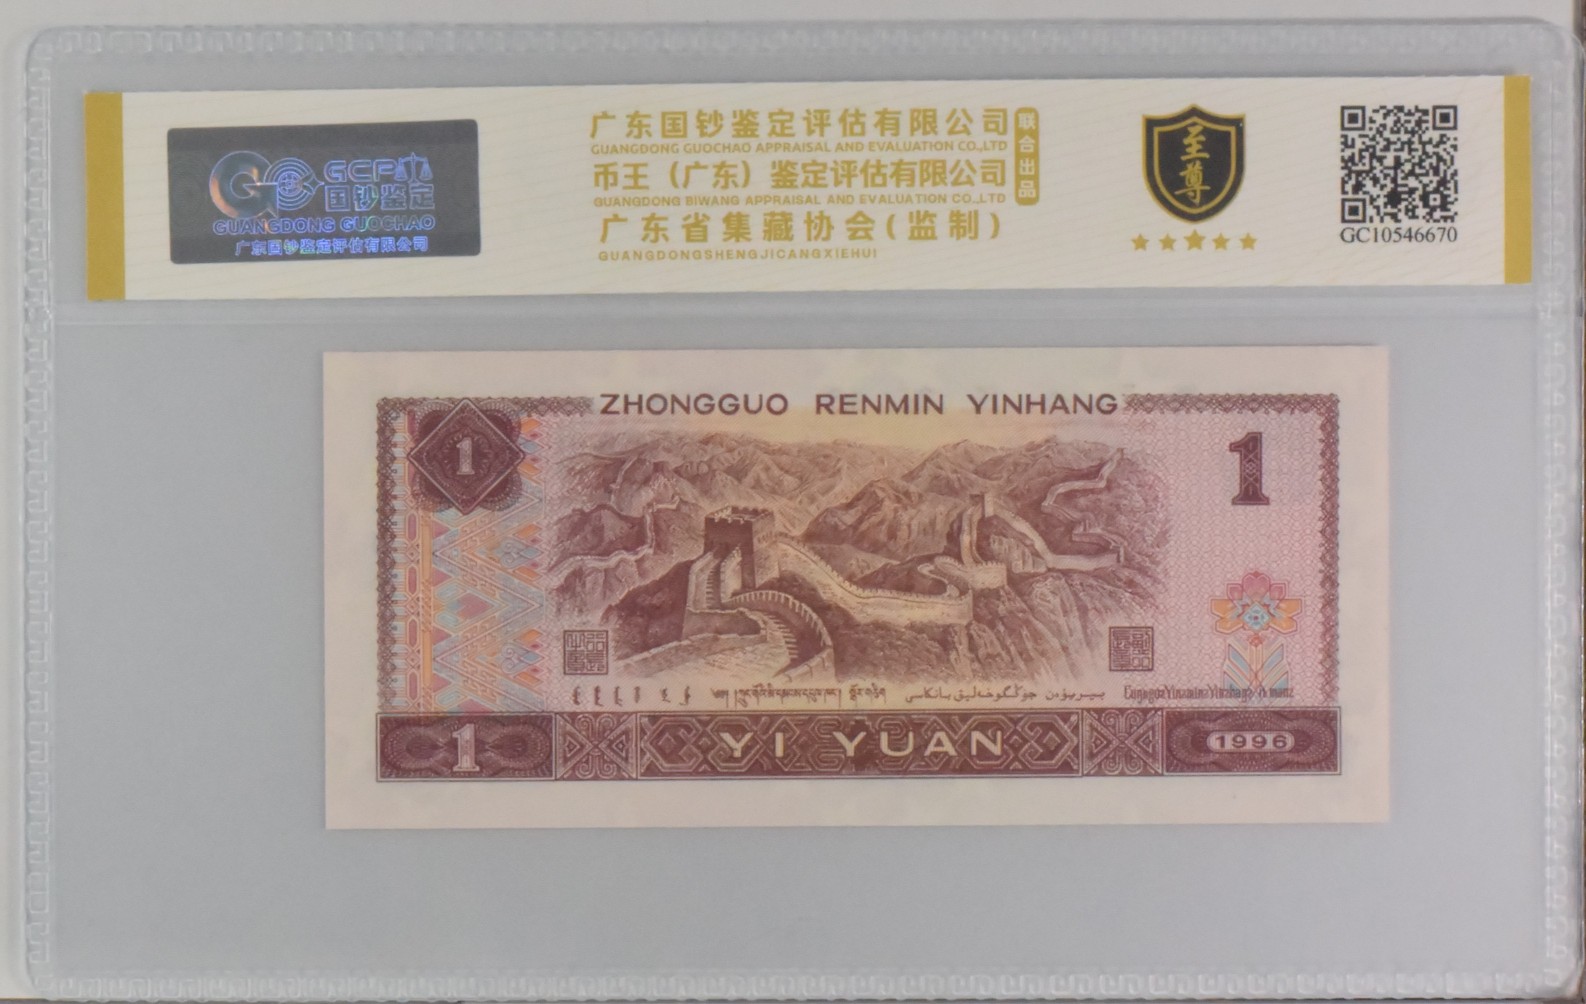 GCP
国钞鉴定
GUANGDONG GUOCHAO
广东国钞鉴定评估有限公司
广东国钞鉴定评估有限公司
GUANGDONG GUOCHAO APPRAISAL AND EVALUATION CO.,LTD
币王（广东）鉴定评估有限公司
GUANGDONG BIWANG APPRAISAL AND EVALUATION CO.,LTD
联合出品
广东省集藏协会(监制)
GUANGDONGSHENGJICANGXIEHUI
至尊
GC10546670
ZHONGGUO RENMIN YINHANG
1
1
1
YI YUAN
1996